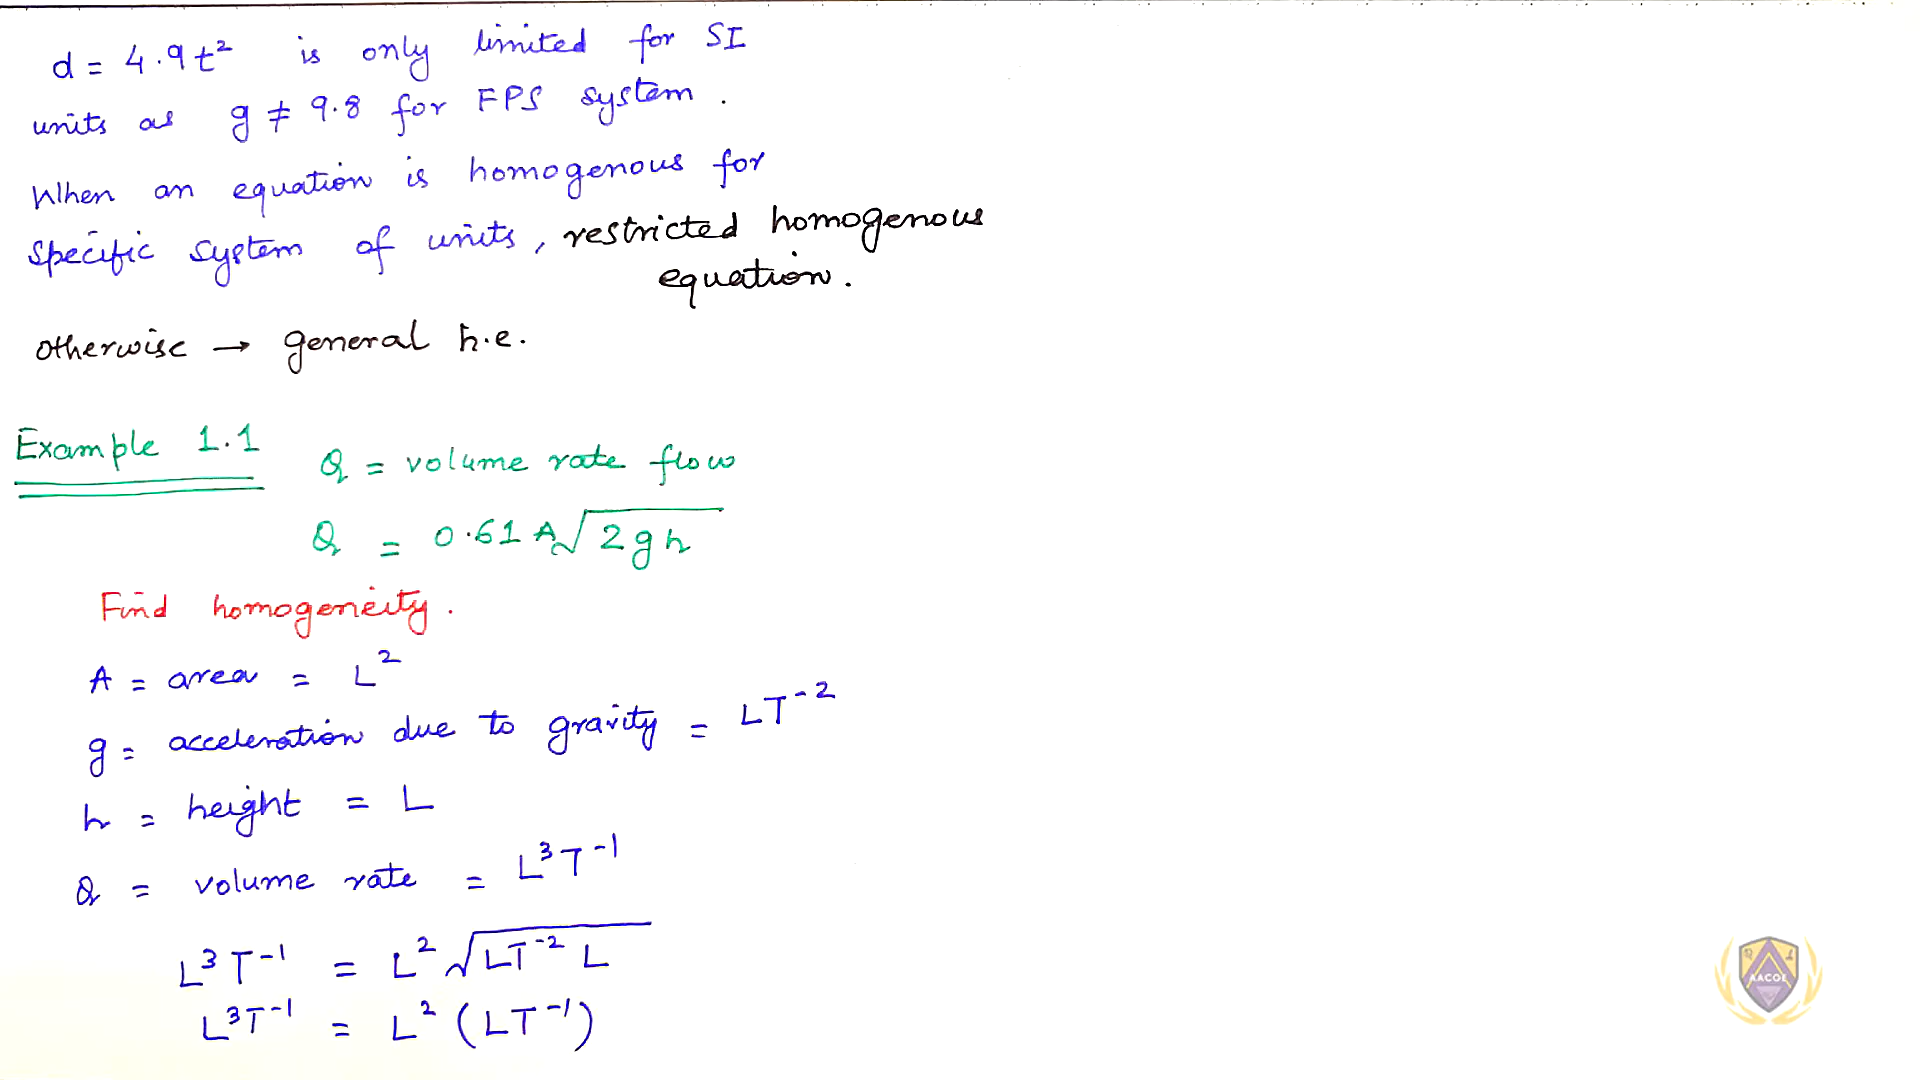 d = 4.9t² is only limited for SI
units as g ≠ 9.8 for FPS system.
When an equation is homogenous for
specific system of units, restricted homogenous
equation.
otherwise → general h.e.
Example 1.1
Q = volume rate flow
Q = 0.61 A√2gh
Find homogeneity.
A = area = L²
g = acceleration due to gravity = LT⁻²
h = height = L
Q = volume rate = L³T⁻¹
L³T⁻¹ = L²√LT⁻² L
L³T⁻¹ = L² (LT⁻¹)
AACOE